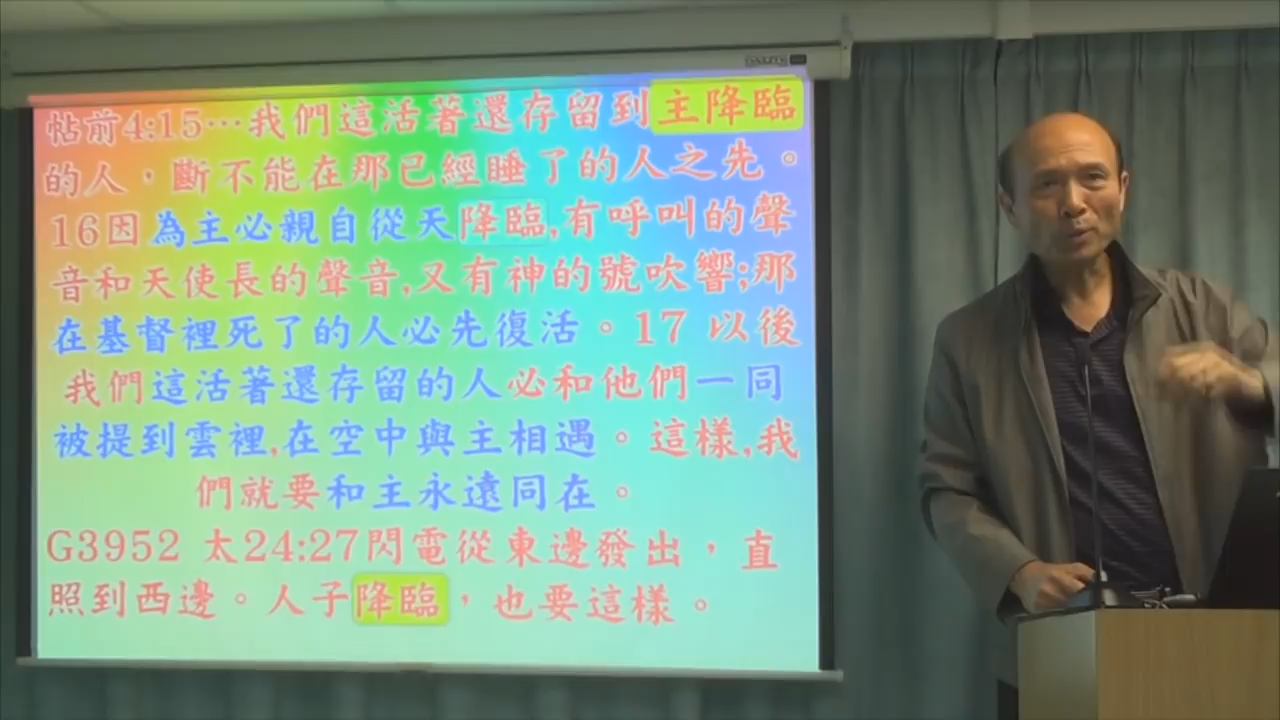 帖前4:15…我們這活著還存留到主降臨
的人，斷不能在那已經睡了的人之先。
16因為主必親自從天降臨,有呼叫的聲
音和天使長的聲音,又有神的號吹響;那
在基督裡死了的人必先復活。17 以後
我們這活著還存留的人必和他們一同
被提到雲裡,在空中與主相遇。這樣,我
們就要和主永遠同在。
G3952 太24:27閃電從東邊發出，直
照到西邊。人子降臨，也要這樣。